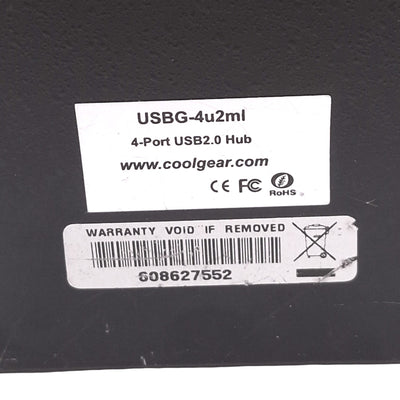 USBG-4u2ml
4-Port USB2.0 Hub
www.coolgear.com
CE FC RoHS
WARRANTY VOID IF REMOVED
608627552